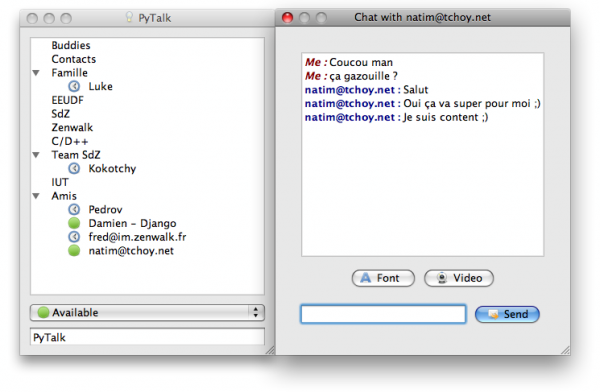 PyTalk
Buddies
Contacts
Famille
Luke
EEUDF
SdZ
Zenwalk
C/D++
Team SdZ
Kokotchy
IUT
Amis
Pedrov
Damien - Django
fred@im.zenwalk.fr
natim@tchoy.net
Available
PyTalk
Chat with natim@tchoy.net
Me : Coucou man
Me : ça gazouille ?
natim@tchoy.net : Salut
natim@tchoy.net : Oui ça va super pour moi ;)
natim@tchoy.net : Je suis content ;)
A Font
Video
Send